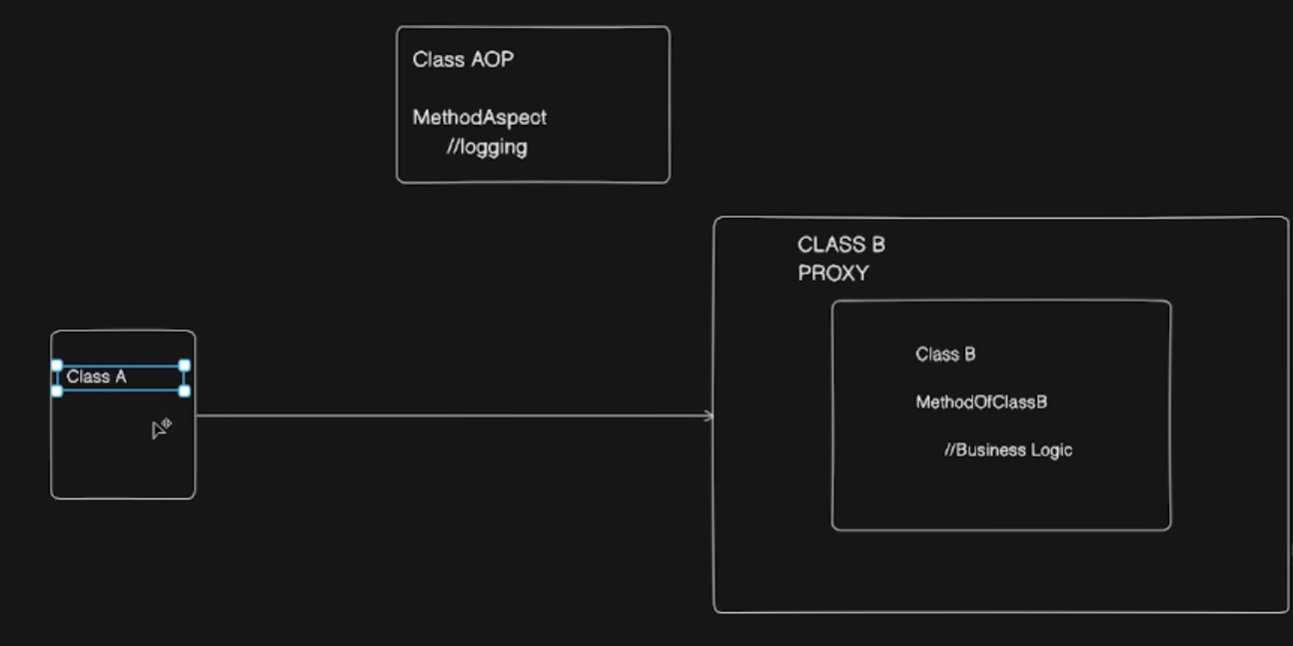 Class AOP
MethodAspect
//logging
CLASS B
PROXY
Class A
Class B
MethodOfClassB
//Business Logic